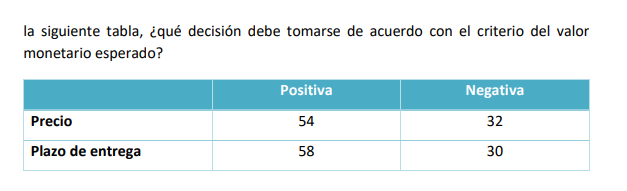 la siguiente tabla, ¿qué decisión debe tomarse de acuerdo con el criterio del valor
monetario esperado?
Positiva Negativa
Precio 54 32
Plazo de entrega 58 30